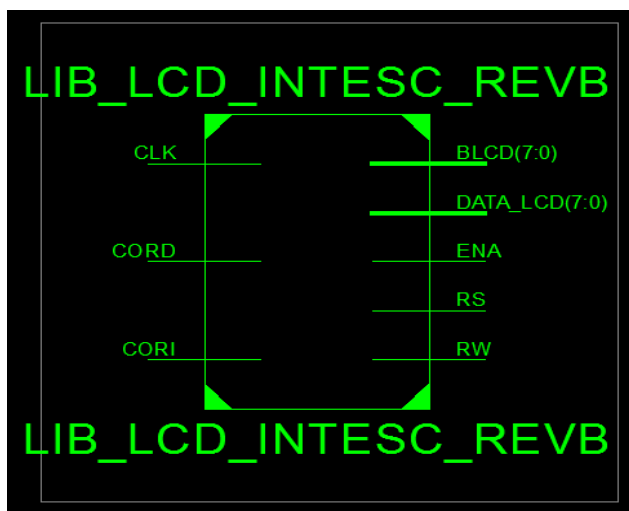 LIB_LCD_INTESC_REVB
CLK
BLCD(7:0)
DATA_LCD(7:0)
CORD
ENA
RS
CORI
RW
LIB_LCD_INTESC_REVB